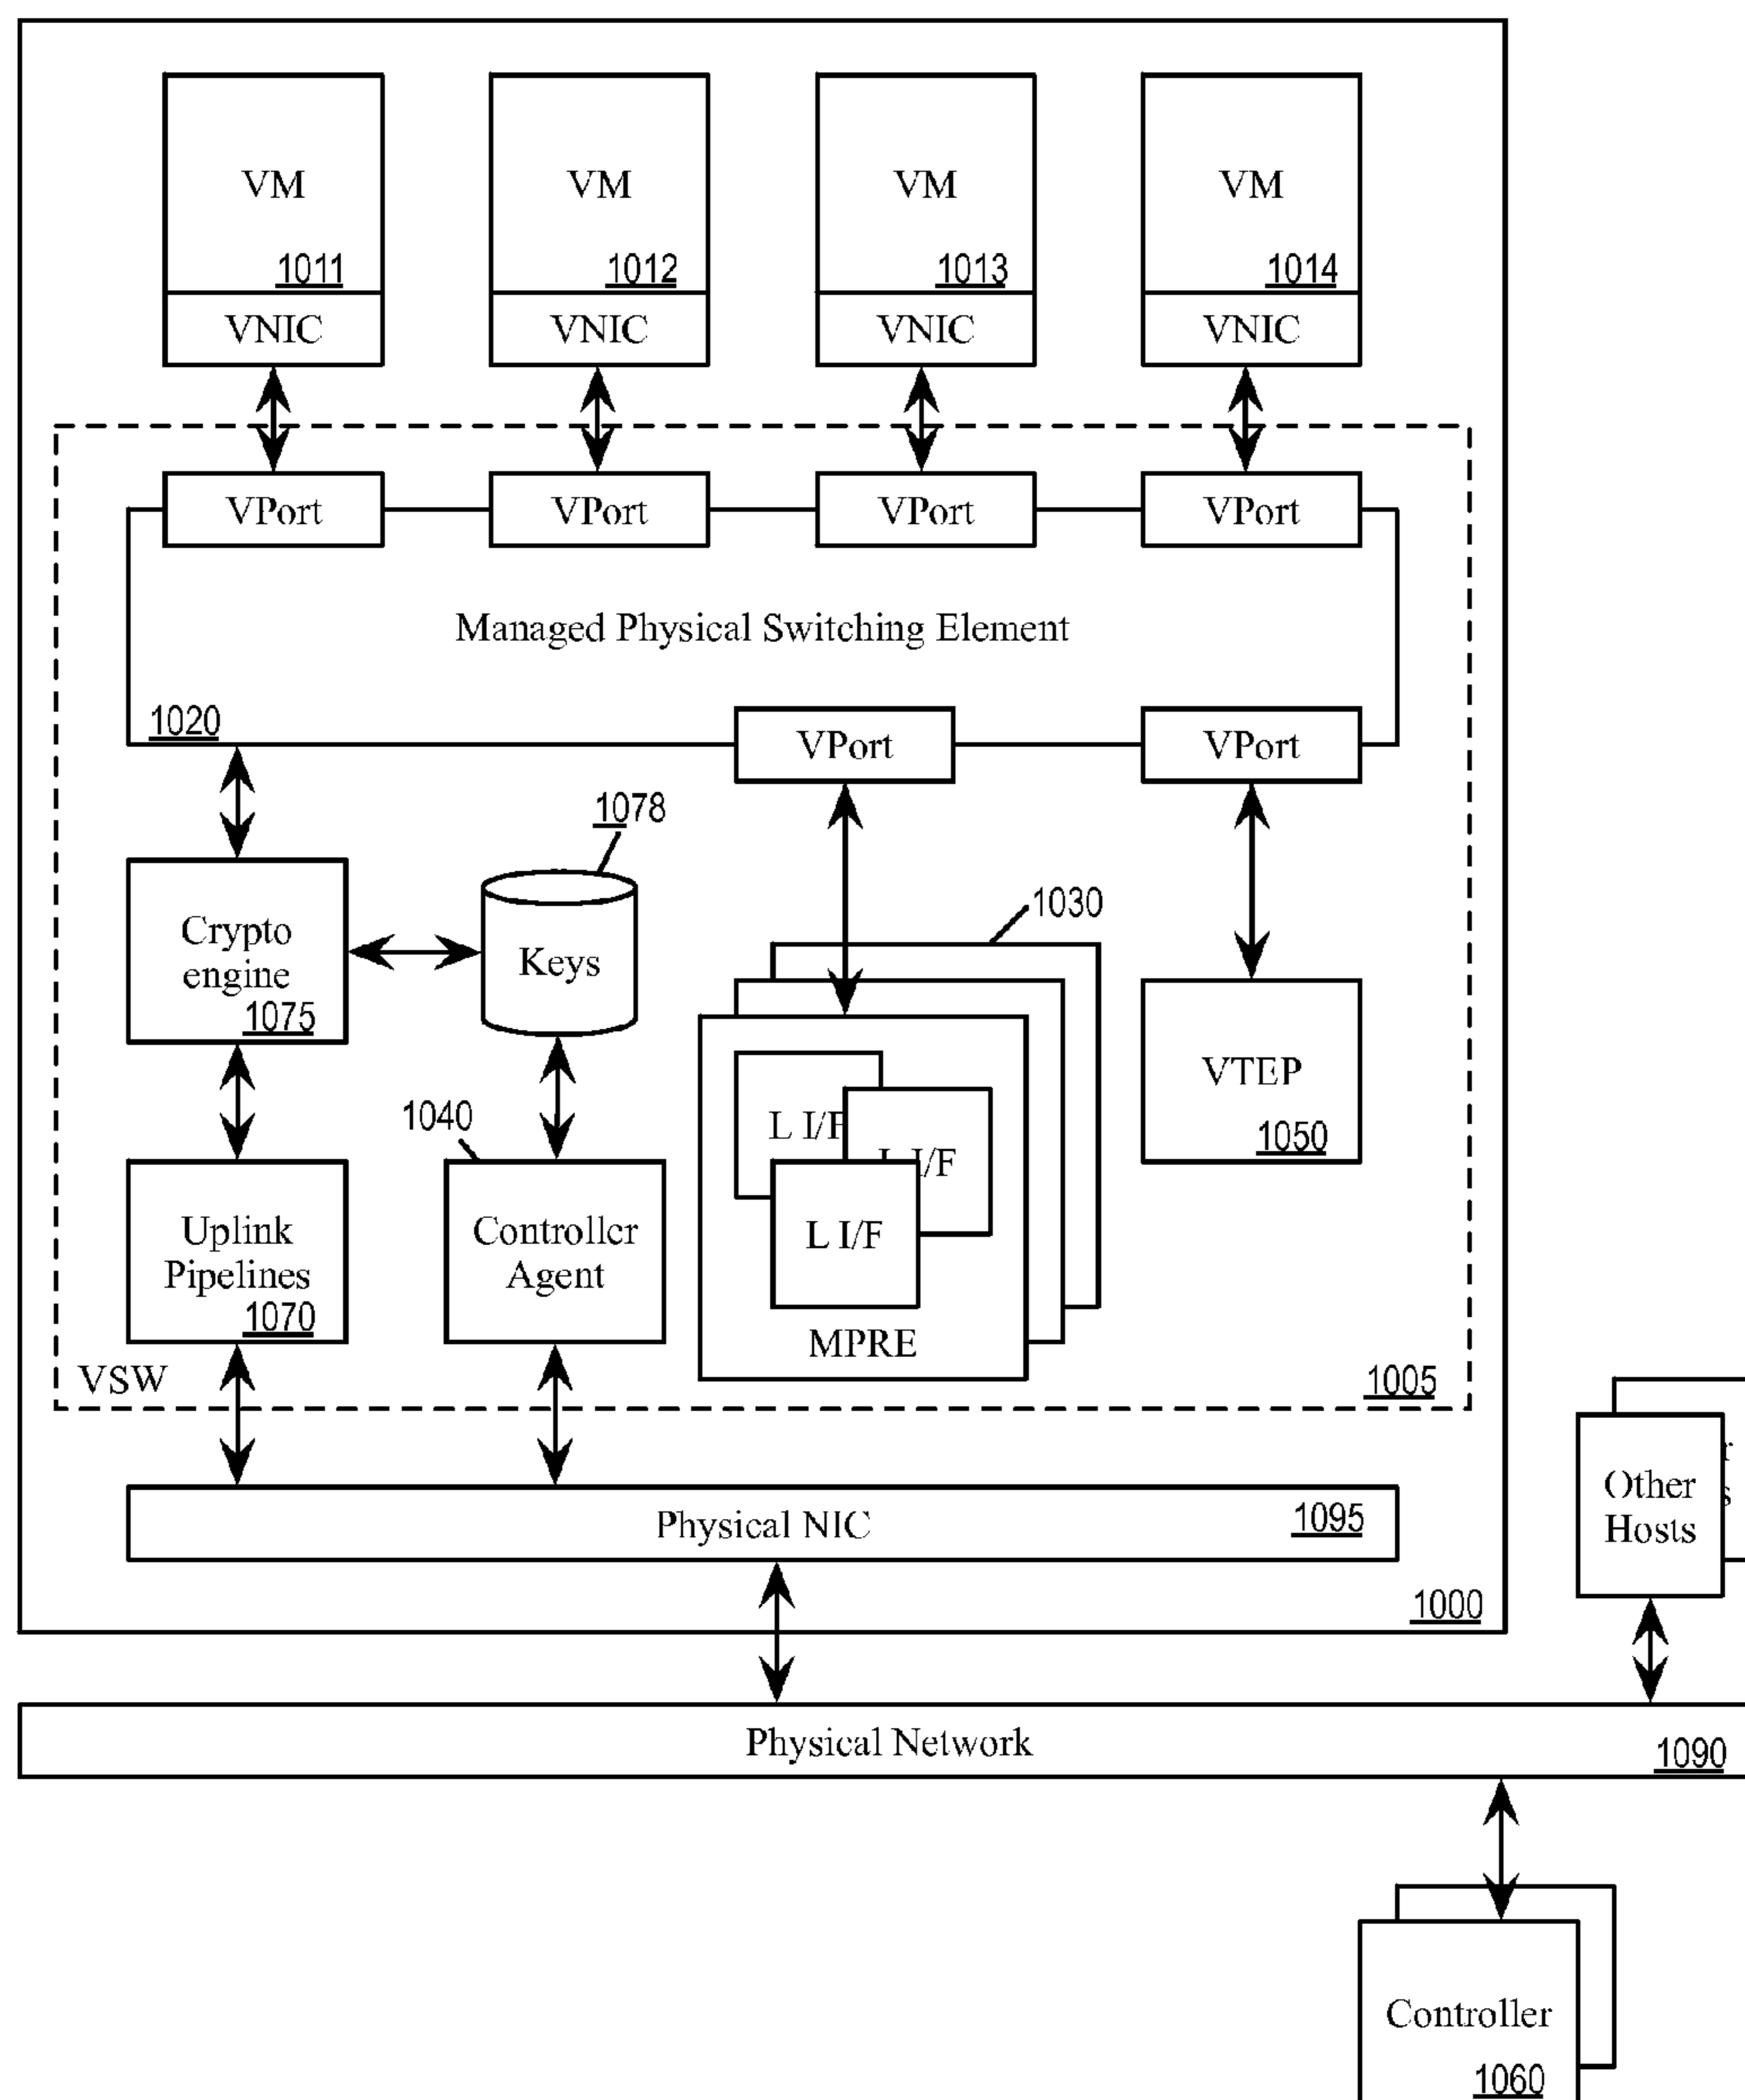 VM
1011
VNIC
VM
1012
VNIC
VM
1013
VNIC
VM
1014
VNIC
VPort
VPort
VPort
VPort
Managed Physical Switching Element
1020
VPort
VPort
1078
Crypto
engine
1075
Keys
1030
L I/F
I/F
L I/F
MPRE
VTEP
1050
1040
Uplink
Pipelines
1070
Controller
Agent
VSW
1005
Physical NIC
1095
Other
Hosts
r
s
1000
Physical Network
1090
Controller
1060